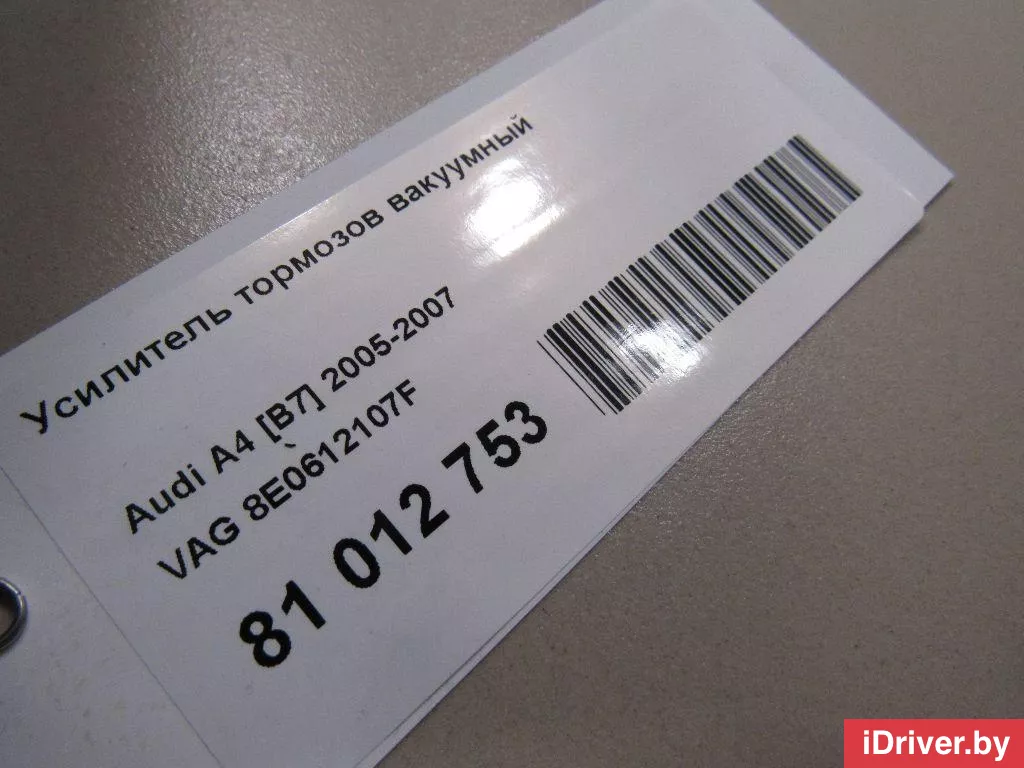 Усилитель тормозов вакуумный
Audi A4 [B7] 2005-2007
VAG 8E0612107F
81 012 753
iDriver.by